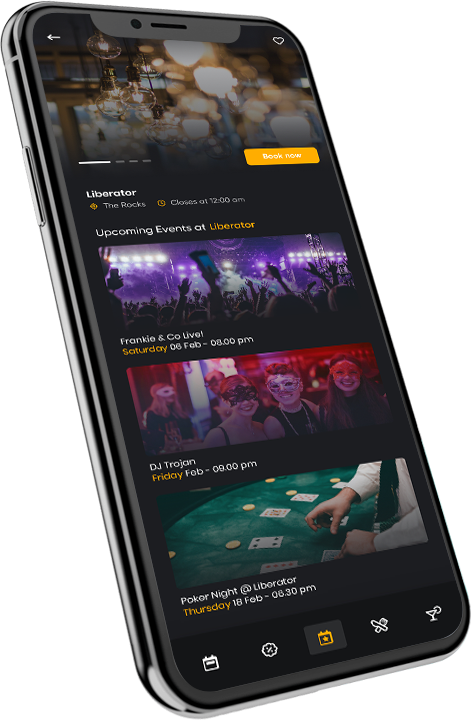 Book now
Liberator
The Rocks Closes at 12:00 am
Upcoming Events at Liberator
Frankie & Co Live!
Saturday 06 Feb - 08.00 pm
DJ Trojan
Friday Feb - 09.00 pm
Poker Night @ Liberator
Thursday 18 Feb - 06.30 pm